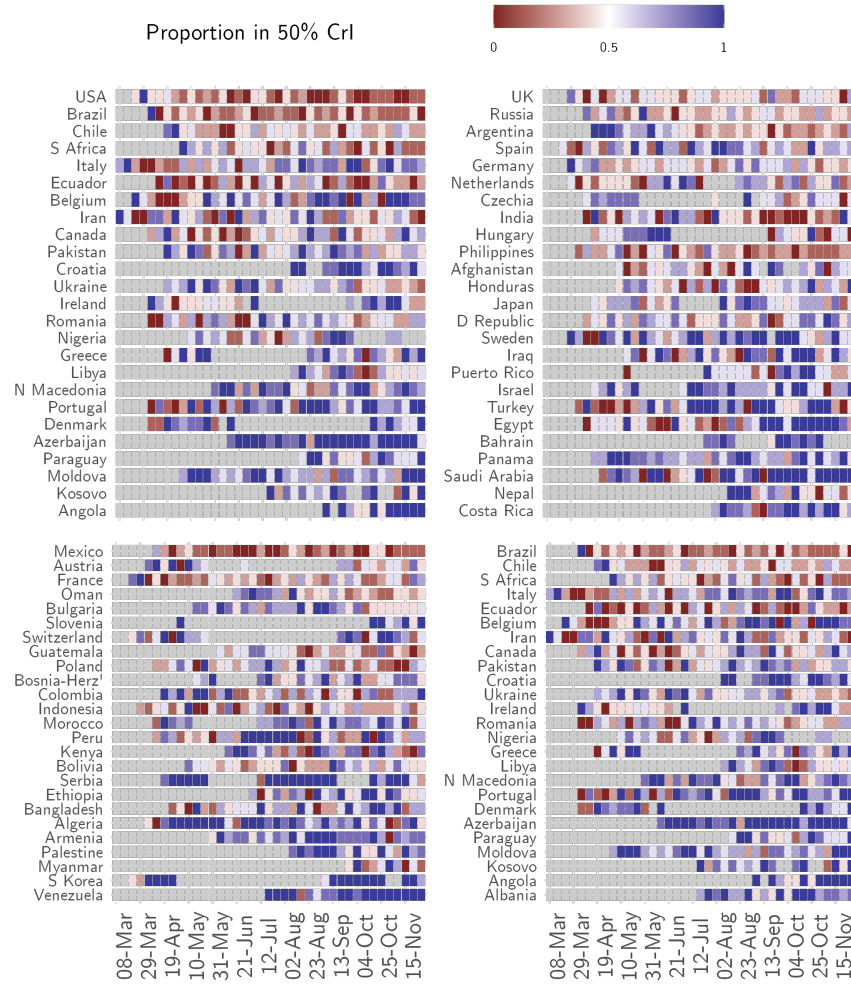 Proportion in 50% CrI
0 0.5 1
USA
Brazil
Chile
S Africa
Italy
Ecuador
Belgium
Iran
Canada
Pakistan
Croatia
Ukraine
Ireland
Romania
Nigeria
Greece
Libya
N Macedonia
Portugal
Denmark
Azerbaijan
Paraguay
Moldova
Kosovo
Angola
UK
Russia
Argentina
Spain
Germany
Netherlands
Czechia
India
Hungary
Philippines
Afghanistan
Honduras
Japan
D Republic
Sweden
Iraq
Puerto Rico
Israel
Turkey
Egypt
Bahrain
Panama
Saudi Arabia
Nepal
Costa Rica
Mexico
Austria
France
Oman
Bulgaria
Slovenia
Switzerland
Guatemala
Poland
Bosnia-Herz'
Colombia
Indonesia
Morocco
Peru
Kenya
Bolivia
Serbia
Ethiopia
Bangladesh
Algeria
Armenia
Palestine
Myanmar
S Korea
Venezuela
08-Mar
29-Mar
19-Apr
10-May
31-May
21-Jun
12-Jul
02-Aug
23-Aug
13-Sep
04-Oct
25-Oct
15-Nov
Brazil
Chile
S Africa
Italy
Ecuador
Belgium
Iran
Canada
Pakistan
Croatia
Ukraine
Ireland
Romania
Nigeria
Greece
Libya
N Macedonia
Portugal
Denmark
Azerbaijan
Paraguay
Moldova
Kosovo
Angola
Albania
08-Mar
29-Mar
19-Apr
10-May
31-May
21-Jun
12-Jul
02-Aug
23-Aug
13-Sep
04-Oct
25-Oct
15-Nov